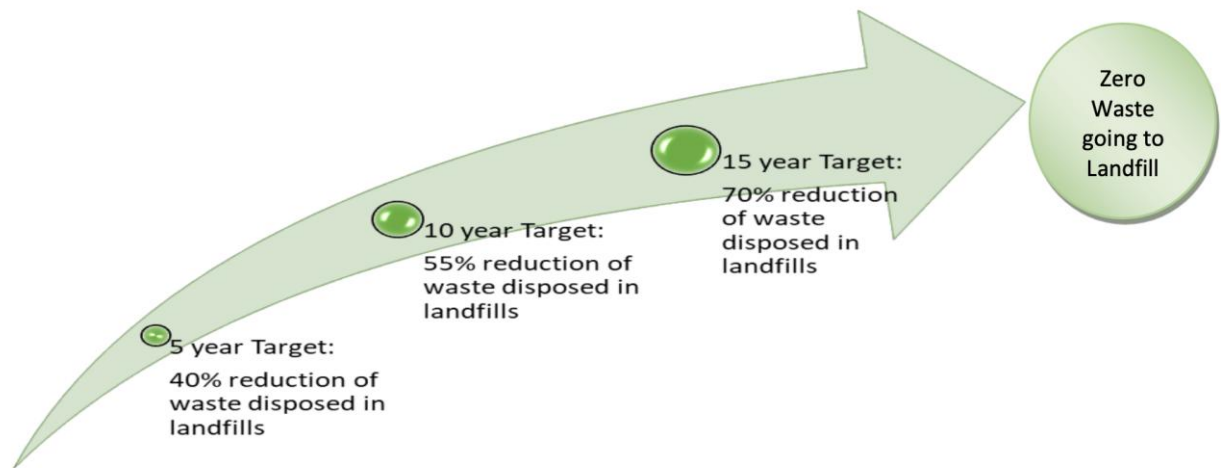 5 year Target:
40% reduction of
waste disposed in
landfills
10 year Target:
55% reduction of
waste disposed in
landfills
15 year Target:
70% reduction
of waste
disposed in
landfills
Zero
Waste
going to
Landfill